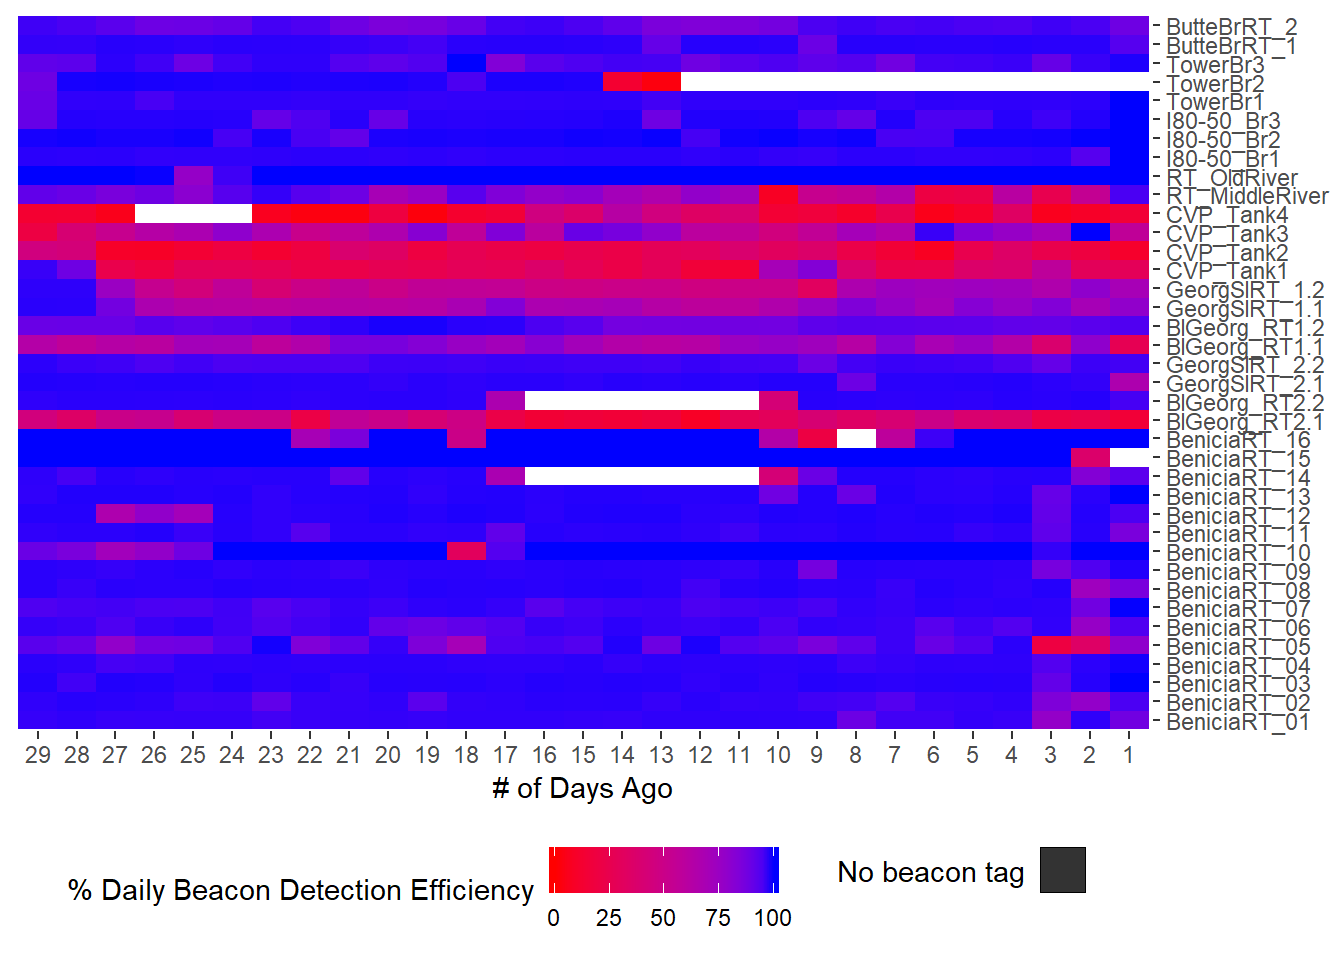 ButteBrRT_2
ButteBrRT_1
TowerBr3
TowerBr2
TowerBr1
I80-50_Br3
I80-50_Br2
I80-50_Br1
RT_OldRiver
RT_MiddleRiver
CVP_Tank4
CVP_Tank3
CVP_Tank2
CVP_Tank1
GeorgSlRT_1.2
GeorgSlRT_1.1
BlGeorg_RT1.2
BlGeorg_RT1.1
GeorgSlRT_2.2
GeorgSlRT_2.1
BlGeorg_RT2.2
BlGeorg_RT2.1
BeniciaRT_16
BeniciaRT_15
BeniciaRT_14
BeniciaRT_13
BeniciaRT_12
BeniciaRT_11
BeniciaRT_10
BeniciaRT_09
BeniciaRT_08
BeniciaRT_07
BeniciaRT_06
BeniciaRT_05
BeniciaRT_04
BeniciaRT_03
BeniciaRT_02
BeniciaRT_01
29 28 27 26 25 24 23 22 21 20 19 18 17 16 15 14 13 12 11 10 9 8 7 6 5 4 3 2 1
# of Days Ago
% Daily Beacon Detection Efficiency
0 25 50 75 100
No beacon tag